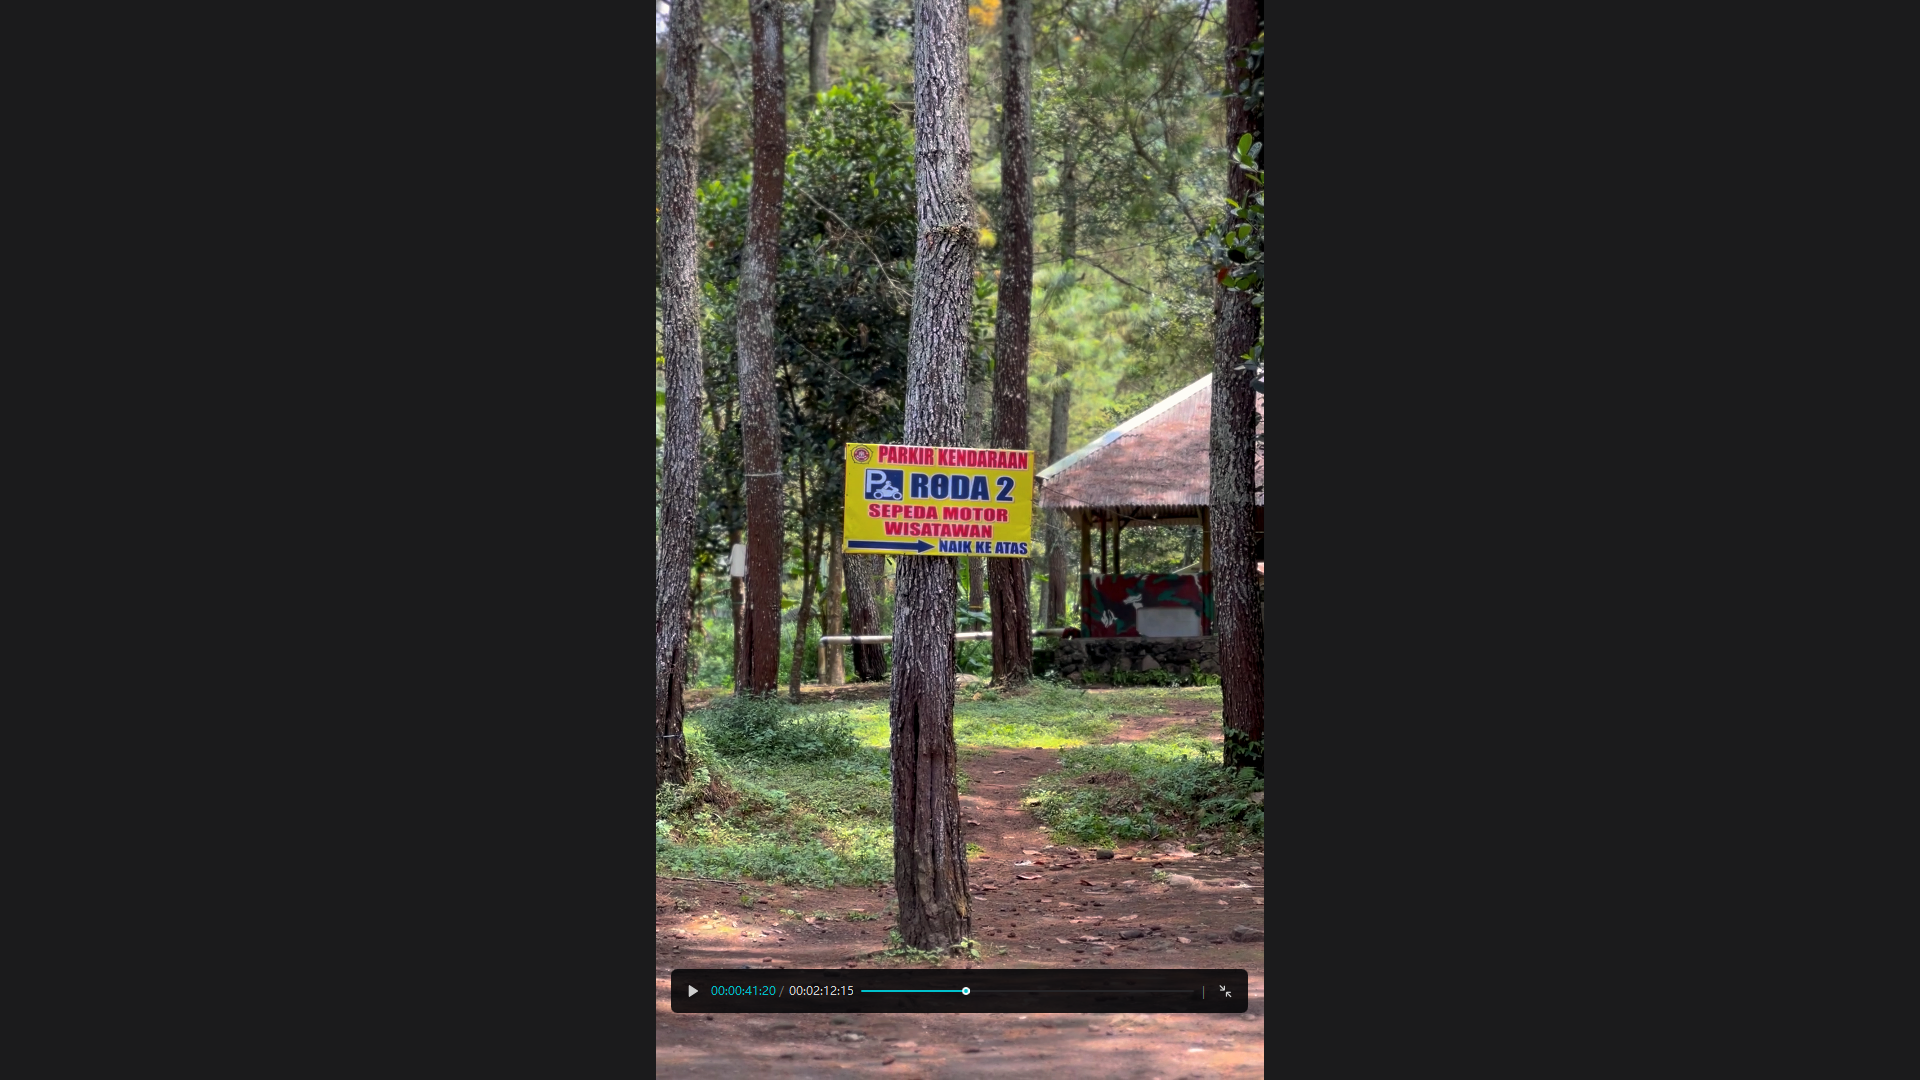 PARKIR KENDARAAN
P RODA 2
SEPEDA MOTOR
WISATAWAN
NAIK KE ATAS
00:00:41:20 / 00:02:12:15